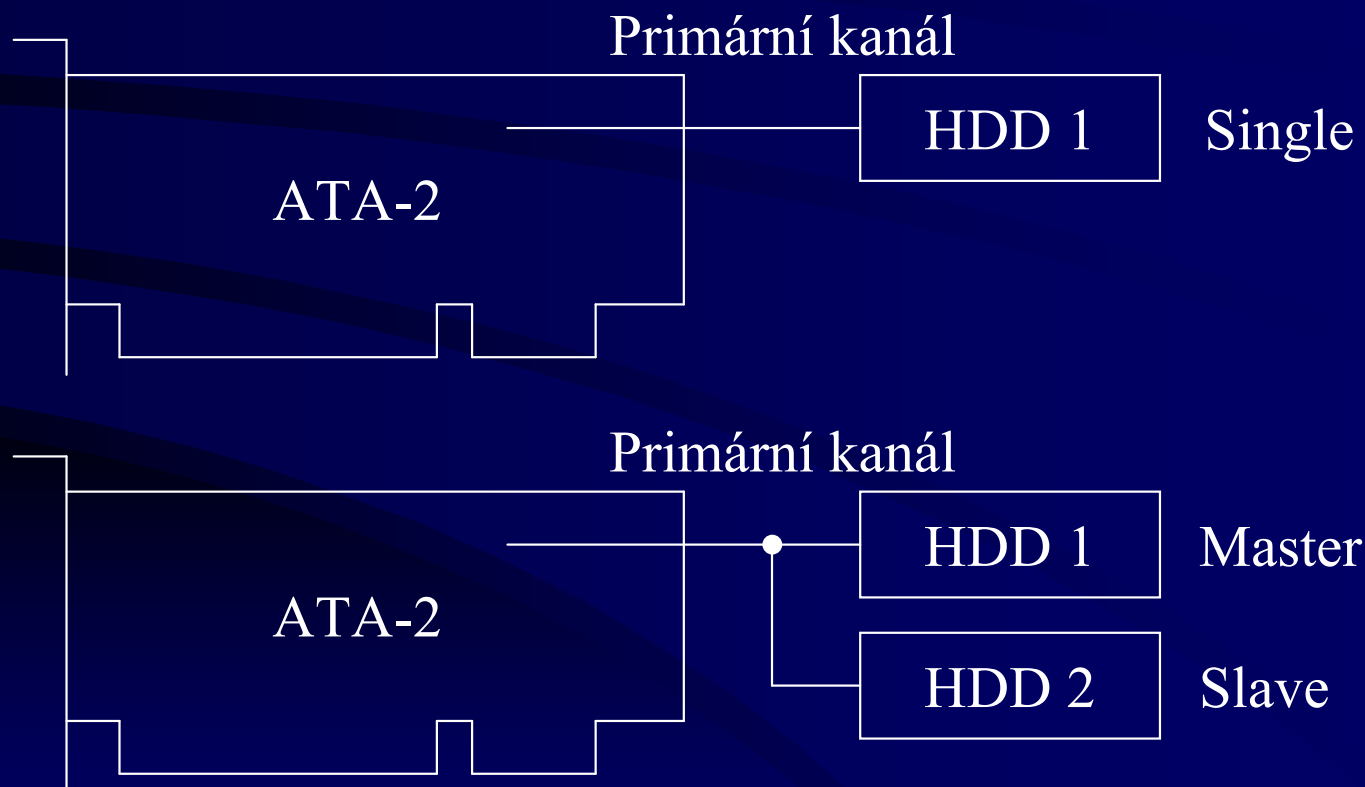 Primární kanál
HDD 1 Single
ATA-2
Primární kanál
HDD 1 Master
ATA-2
HDD 2 Slave